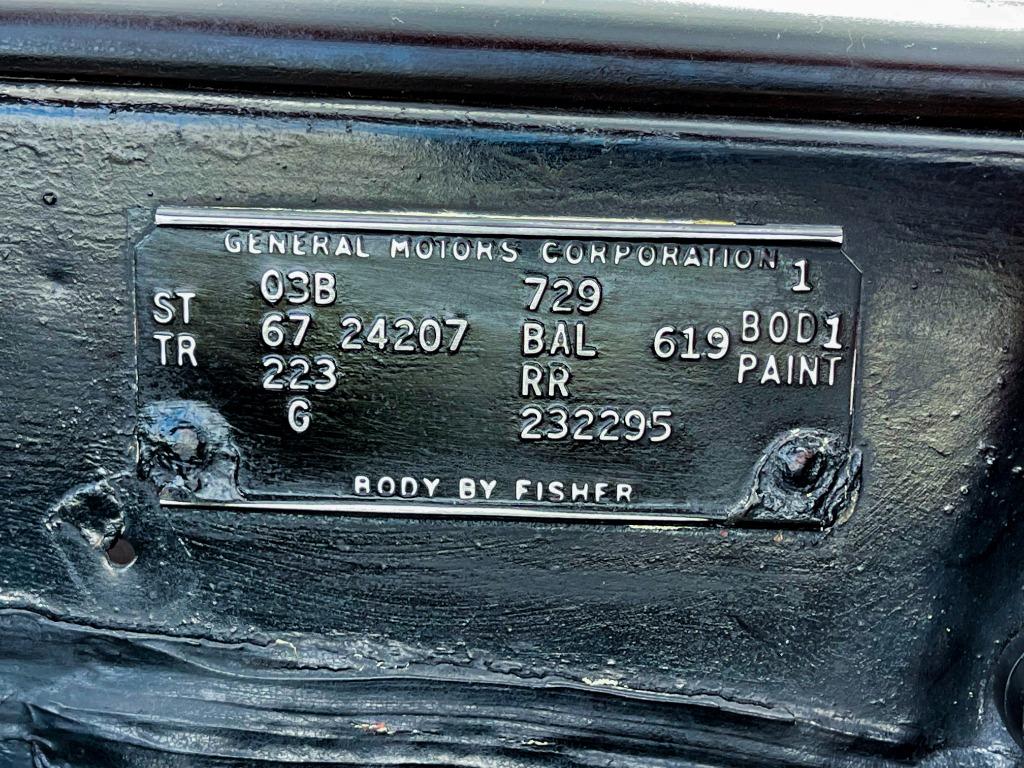 GENERAL MOTORS CORPORATION 1
03B 729
ST 67 24207 BAL 619 BOD1
TR 223 RR PAINT
G 232295
BODY BY FISHER